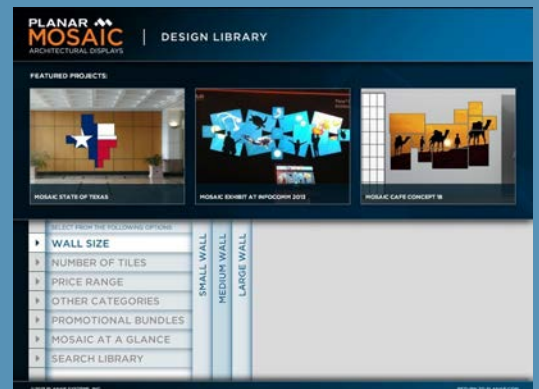 PLANAR
MOSAIC
ARCHITECTURAL DISPLAYS
DESIGN LIBRARY
FEATURED PROJECTS:
MOSAIC STATE OF TEXAS
MOSAIC EXHIBIT AT INFOCOMM 2013
MOSAIC CAFE CONCEPT 18
SELECT FROM THE FOLLOWING OPTIONS
WALL SIZE
NUMBER OF TILES
PRICE RANGE
OTHER CATEGORIES
PROMOTIONAL BUNDLES
MOSAIC AT A GLANCE
SEARCH LIBRARY
SMALL WALL
MEDIUM WALL
LARGE WALL